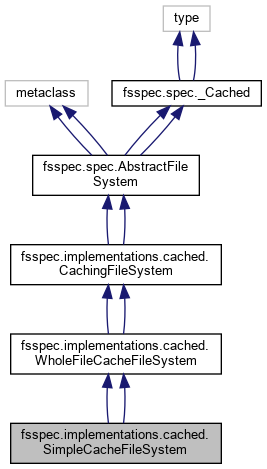 type
metaclass
fsspec.spec._Cached
fsspec.spec.AbstractFile
System
fsspec.implementations.cached.
CachingFileSystem
fsspec.implementations.cached.
WholeFileCacheFileSystem
fsspec.implementations.cached.
SimpleCacheFileSystem